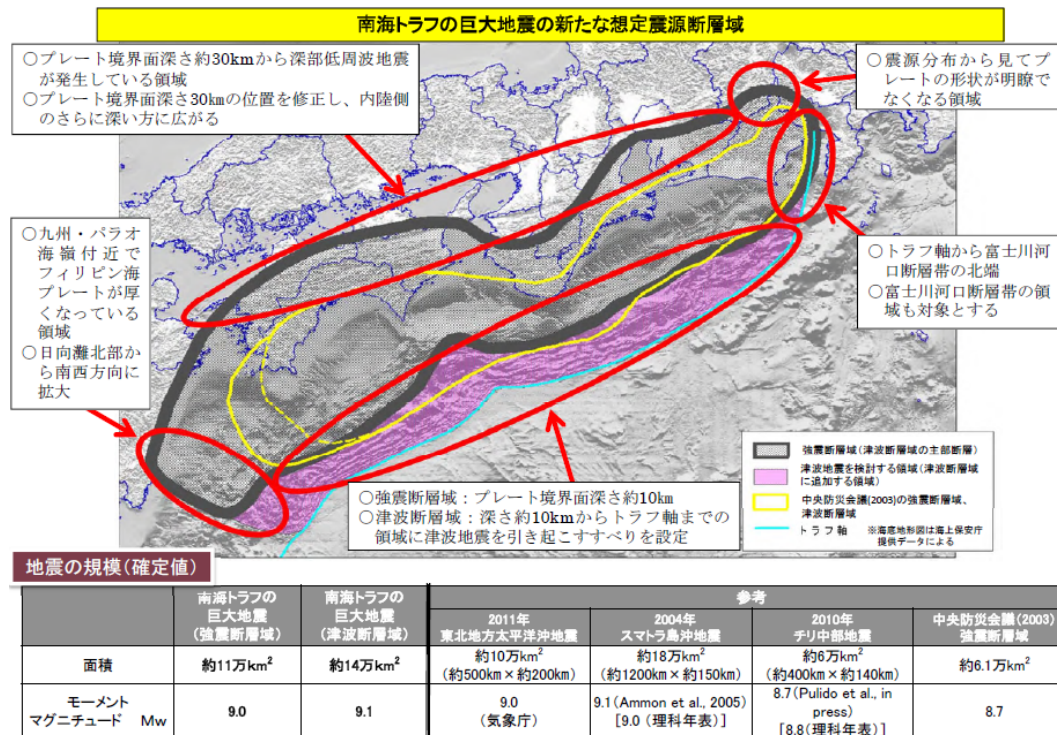 南海トラフの巨大地震の新たな想定震源断層域
○プレート境界面深さ約30kmから深部低周波地震
が発生している領域
○プレート境界面深さ30kmの位置を修正し、内陸側
のさらに深い方に広がる
○震源分布から見てプ
レートの形状が明瞭で
なくなる領域
○九州・パラオ
海嶺付近で
フィリピン海
プレートが厚
くなっている
領域
○日向灘北部か
ら南西方向に
拡大
○トラフ軸から富士川河
口断層帯の北端
○富士川河口断層帯の領
域も対象とする
○強震断層域：プレート境界面深さ約10km
○津波断層域：深さ約10kmからトラフ軸までの
領域に津波地震を引き起こすすべりを設定
強震断層域(津波断層域の主部断層)
津波地震を検討する領域(津波断層域
に追加する領域)
中央防災会議(2003)の強震断層域、
津波断層域
トラフ軸 ※海底地形図は海上保安庁
提供データによる
地震の規模(確定値)
南海トラフの
巨大地震
(強震断層域)
南海トラフの
巨大地震
(津波断層域)
参考
2011年
東北地方太平洋沖地震
2004年
スマトラ島沖地震
2010年
チリ中部地震
中央防災会議(2003)
強震断層域
面積
約11万km²
約14万km²
約10万km²
(約500km×約200km)
約18万km²
(約1200km×約150km)
約6万km²
(約400km×約140km)
約6.1万km²
モーメント
マグニチュード Mw
9.0
9.1
9.0
(気象庁)
9.1(Ammon et al., 2005)
[9.0 (理科年表)]
8.7(Pulido et al., in
press)
[8.8(理科年表)]
8.7